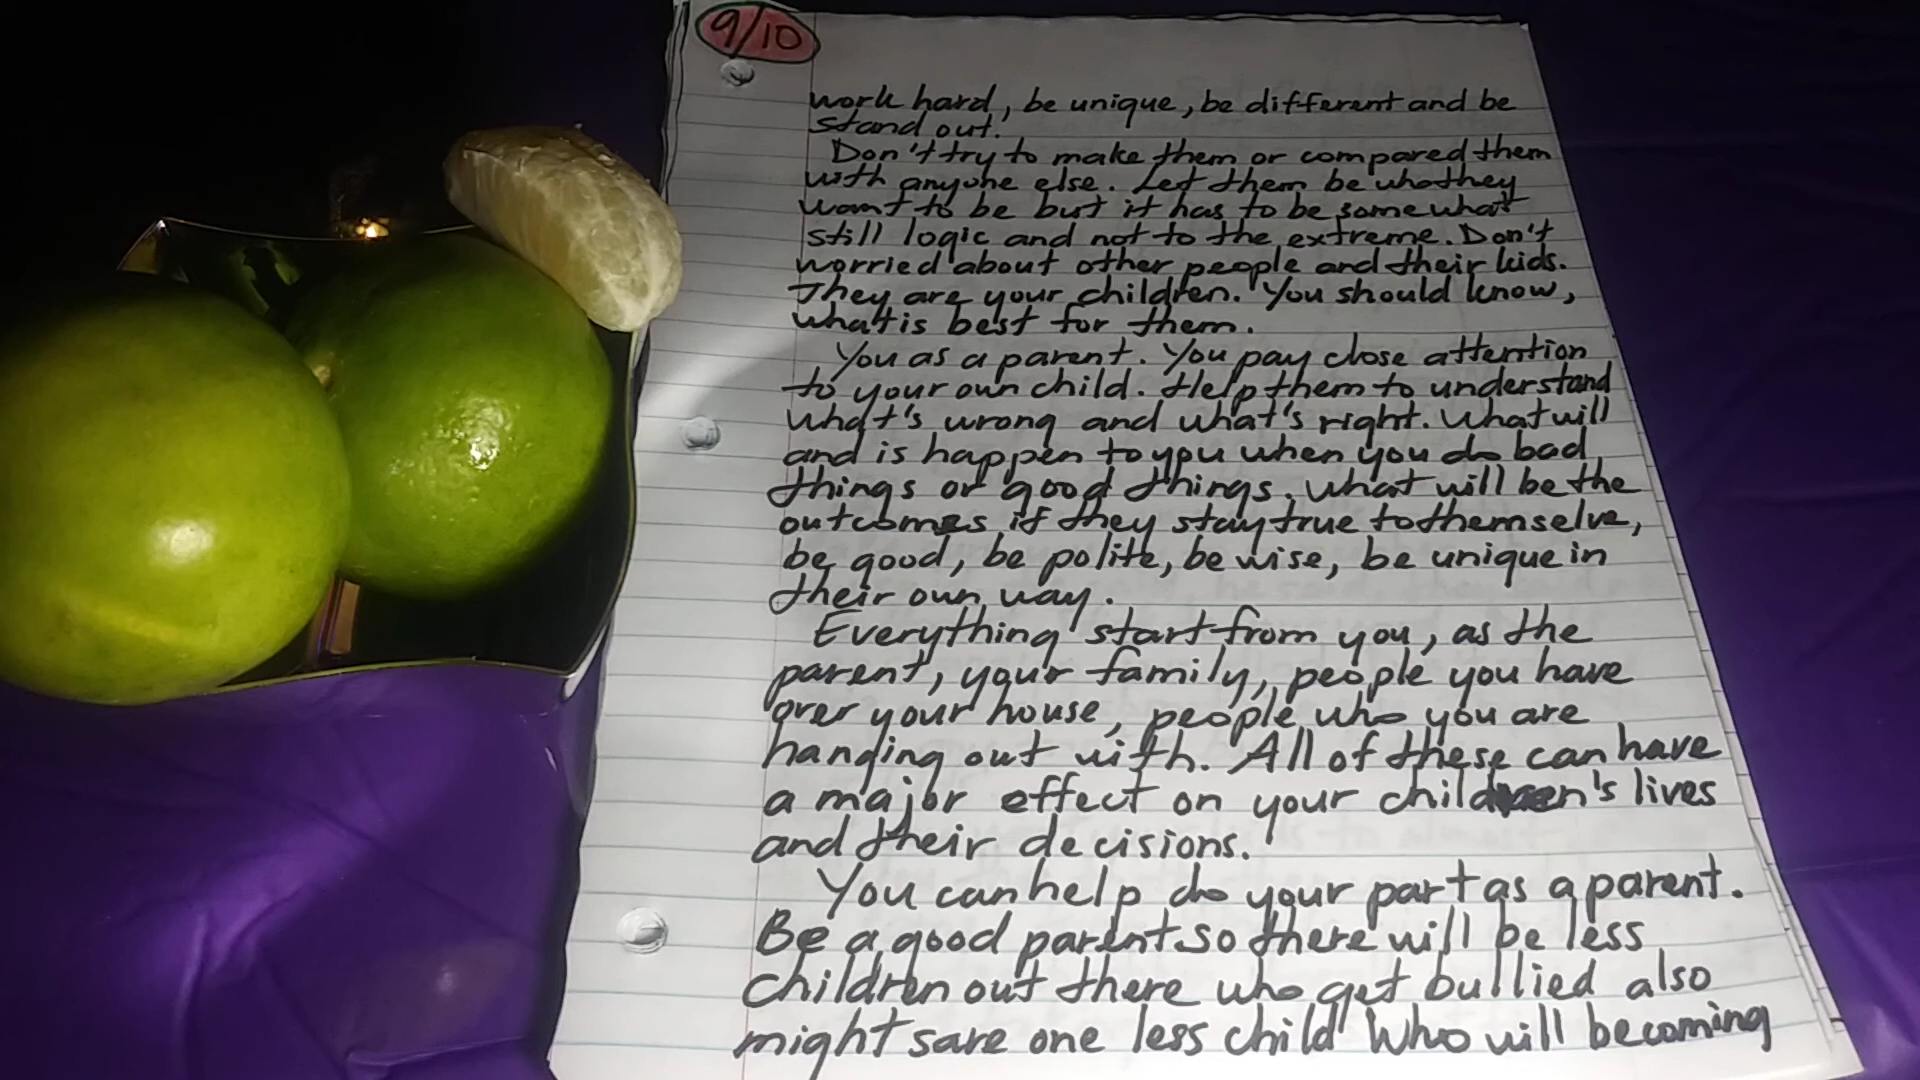 9/10
work hard, be unique, be different and be
stand out.
Don't try to make them or compared them
with anyone else. Let them be who they
want to be but it has to be somewhat
still logic and not to the extreme. Don't
worried about other people and their kids.
They are your children. You should know,
what is best for them.
You as a parent. You pay close attention
to your own child. Help them to understand
what's wrong and what's right. What will
and is happen to you when you do bad
things or good things. What will be the
outcomes if they stay true to themselve,
be good, be polite, be wise, be unique in
their own way.
Everything start from you, as the
parent, your family, people you have
over your house, people who you are
hanging out with. All of these can have
a major effect on your children's lives
and their decisions.
You can help do your part as a parent.
Be a good parent so there will be less
children out there who get bullied also
might save one less child who will becoming